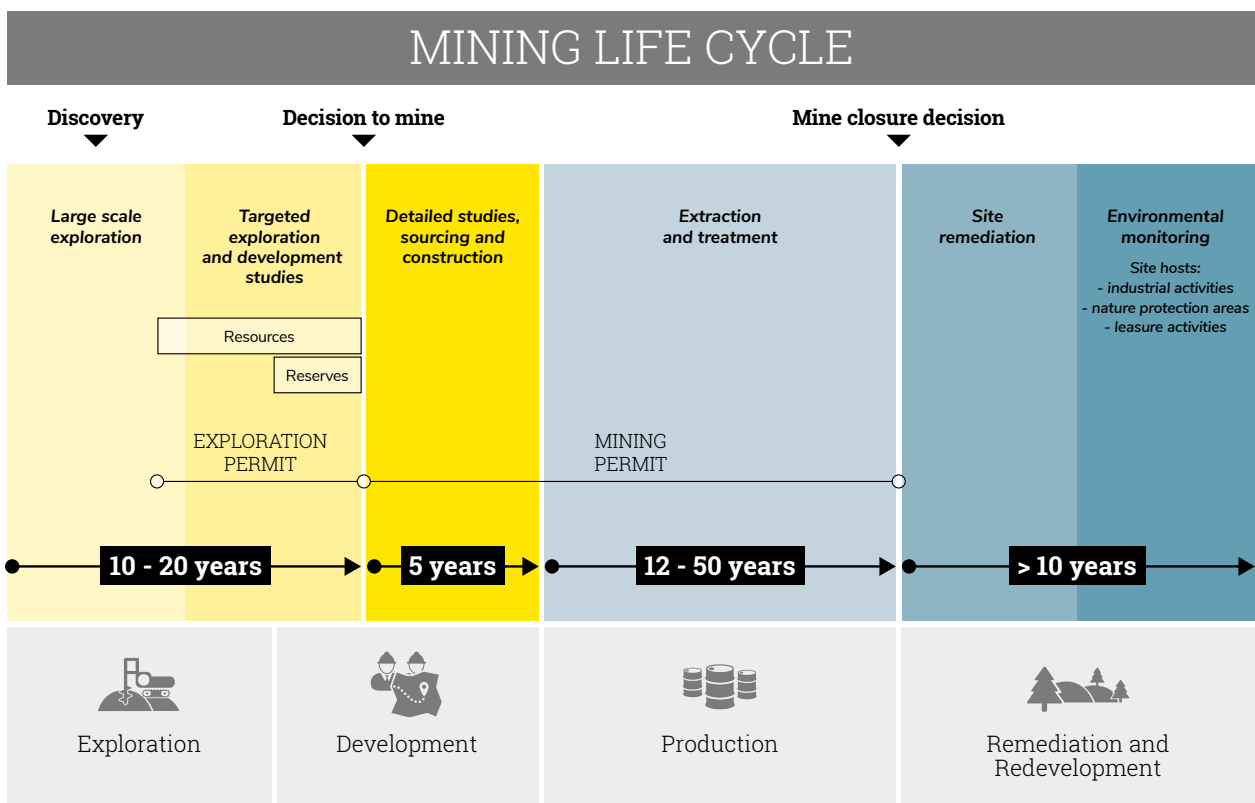 MINING LIFE CYCLE
Discovery
Decision to mine
Mine closure decision
Large scale
exploration
Targeted
exploration
and development
studies
Detailed studies,
sourcing and
construction
Extraction
and treatment
Site
remediation
Environmental
monitoring
Site hosts:
- industrial activities
- nature protection areas
- leasure activities
Resources
Reserves
EXPLORATION
PERMIT
MINING
PERMIT
10 - 20 years
5 years
12 - 50 years
> 10 years
Exploration
Development
Production
Remediation and
Redevelopment